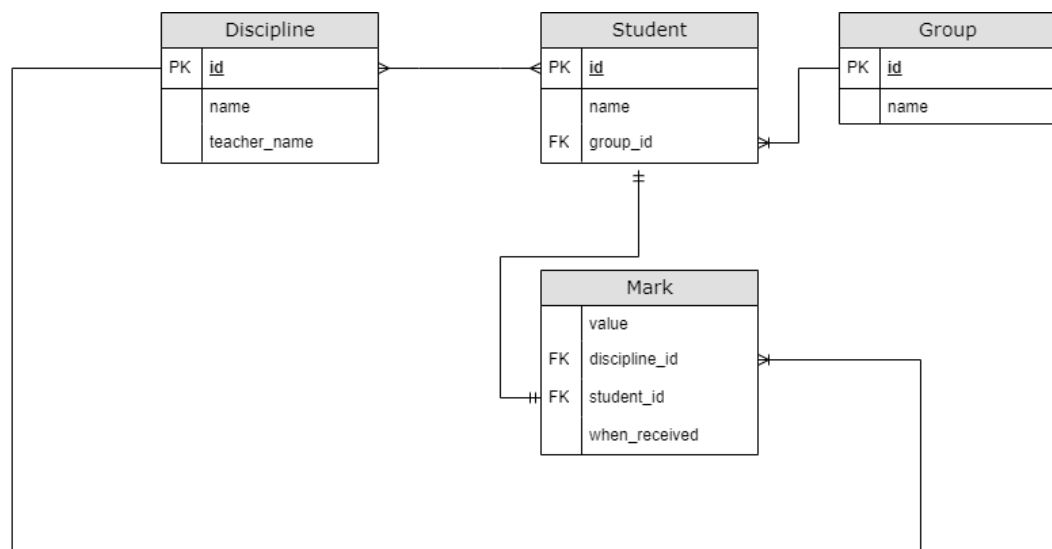 Discipline
PK id
name
teacher_name
Student
PK id
name
FK group_id
Group
PK id
name
Mark
value
FK discipline_id
FK student_id
when_received